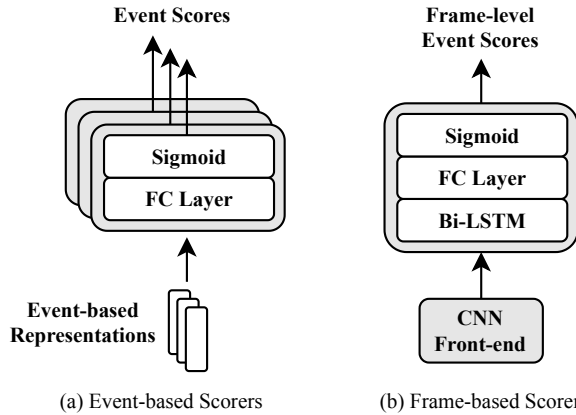 Event Scores
Sigmoid
FC Layer
Event-based
Representations
(a) Event-based Scorers
Frame-level
Event Scores
Sigmoid
FC Layer
Bi-LSTM
CNN
Front-end
(b) Frame-based Scorer